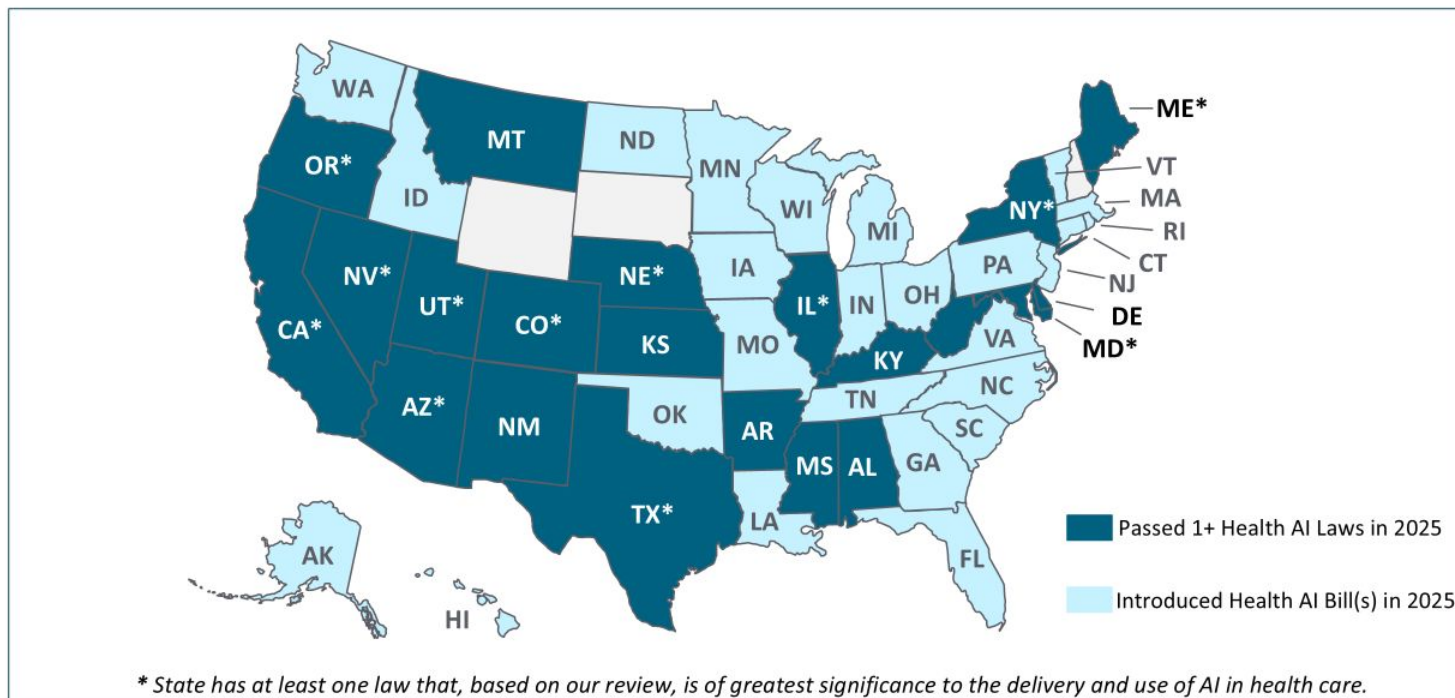 WA
MT
ND
MN
ME*
OR*
ID
WI
MI
NY*
VT
MA
RI
CT
NV*
UT*
CO*
NE*
IA
IL*
IN
OH
PA
NJ
CA*
KS
MO
KY
VA
DE
MD*
AZ*
NM
OK
AR
TN
NC
SC
TX*
LA
MS
AL
GA
FL
AK
HI
Passed 1+ Health AI Laws in 2025
Introduced Health AI Bill(s) in 2025
* State has at least one law that, based on our review, is of greatest significance to the delivery and use of AI in health care.